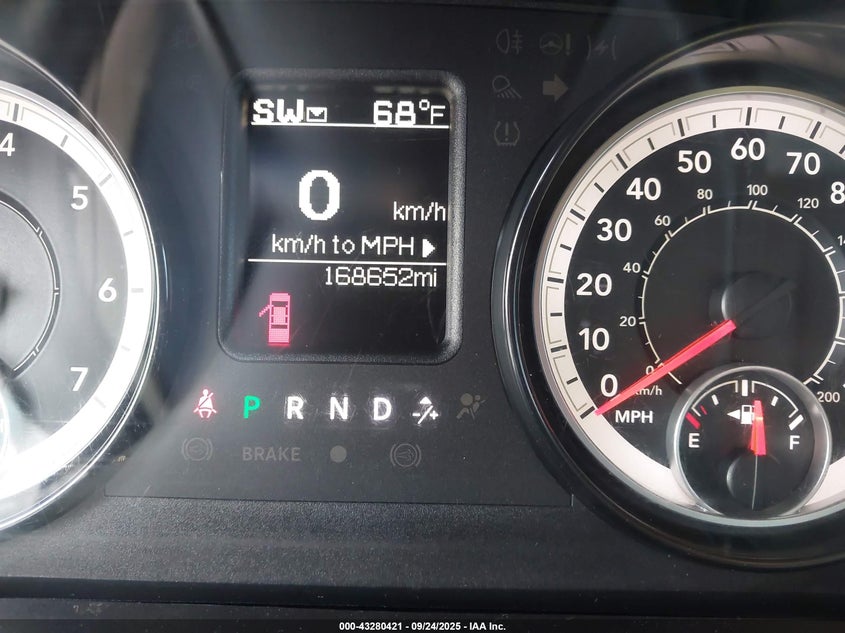 SW 68°F
0 km/h
km/h to MPH
168652mi
4
5
6
7
P R N D
BRAKE
0 10 20 30 40 50 60 70
MPH
0 20 40 60 80 100 120
200
km/h
E F
000-43280421 - 09/24/2025 - IAA Inc.